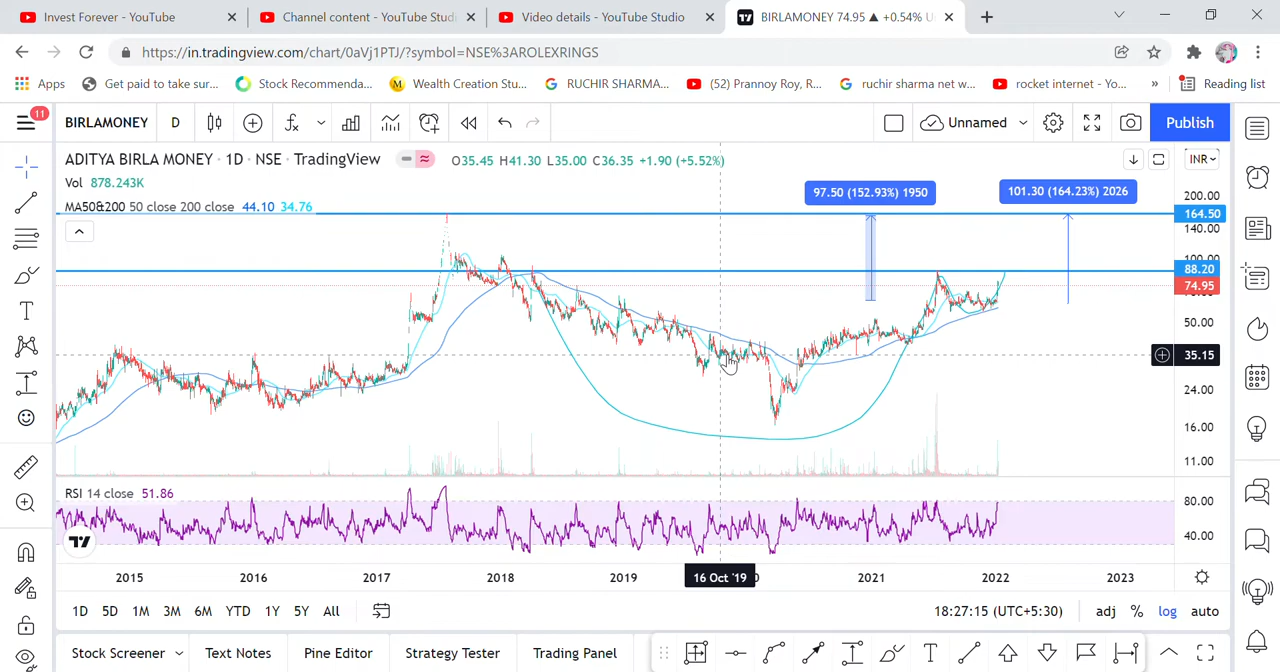 Invest Forever - YouTube
Channel content - YouTube Studi
Video details - YouTube Studio
BIRLAMONEY 74.95 ▲ +0.54% U
https://in.tradingview.com/chart/0aVj1PTJ/?symbol=NSE%3AROLEXRINGS
Apps
Get paid to take sur...
Stock Recommenda...
Wealth Creation Stu...
RUCHIR SHARMA...
(52) Prannoy Roy, R...
ruchir sharma net w...
rocket internet - Yo...
»
Reading list
11
BIRLAMONEY
D
Unnamed
Publish
ADITYA BIRLA MONEY · 1D · NSE · TradingView
O35.45 H41.30 L35.00 C36.35 +1.90 (+5.52%)
INR
Vol 878.243K
MA50&200 50 close 200 close 44.10 34.76
97.50 (152.93%) 1950
101.30 (164.23%) 2026
200.00
164.50
140.00
100.00
88.20
74.95
50.00
35.15
24.00
16.00
11.00
RSI 14 close 51.86
80.00
40.00
2015
2016
2017
2018
2019
16 Oct '19
2021
2022
2023
1D
5D
1M
3M
6M
YTD
1Y
5Y
All
18:27:15 (UTC+5:30)
adj
%
log
auto
Stock Screener
Text Notes
Pine Editor
Strategy Tester
Trading Panel